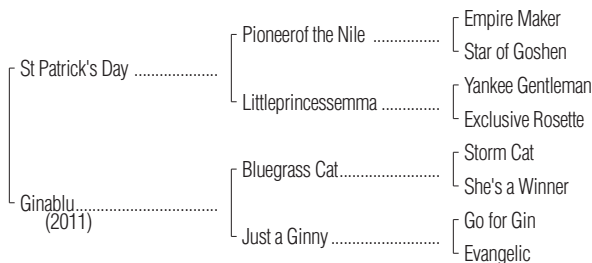 Empire Maker
Pioneerof the Nile ................
Star of Goshen
St Patrick's Day ....................
Yankee Gentleman
Littleprincessemma ..............
Exclusive Rosette
Storm Cat
Bluegrass Cat........................
She's a Winner
Ginablu..................................
(2011)
Go for Gin
Just a Ginny ..........................
Evangelic